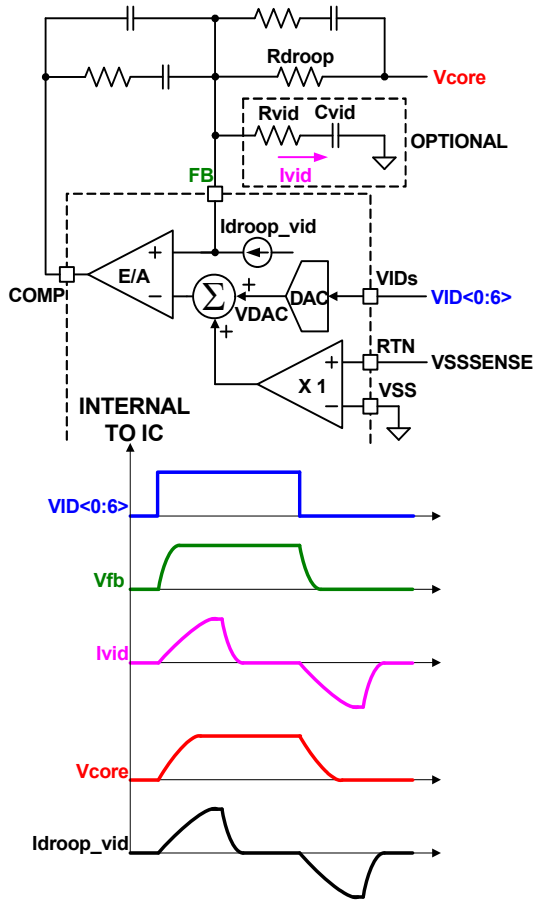 Rdroop
Vcore
Rvid
Cvid
OPTIONAL
Ivid
FB
Idroop_vid
+
E/A
−
COMP
Σ
+
+
VDAC
DAC
VIDs
VID<0:6>
RTN
VSSSENSE
+
X 1
−
VSS
INTERNAL
TO IC
VID<0:6>
Vfb
Ivid
Vcore
Idroop_vid